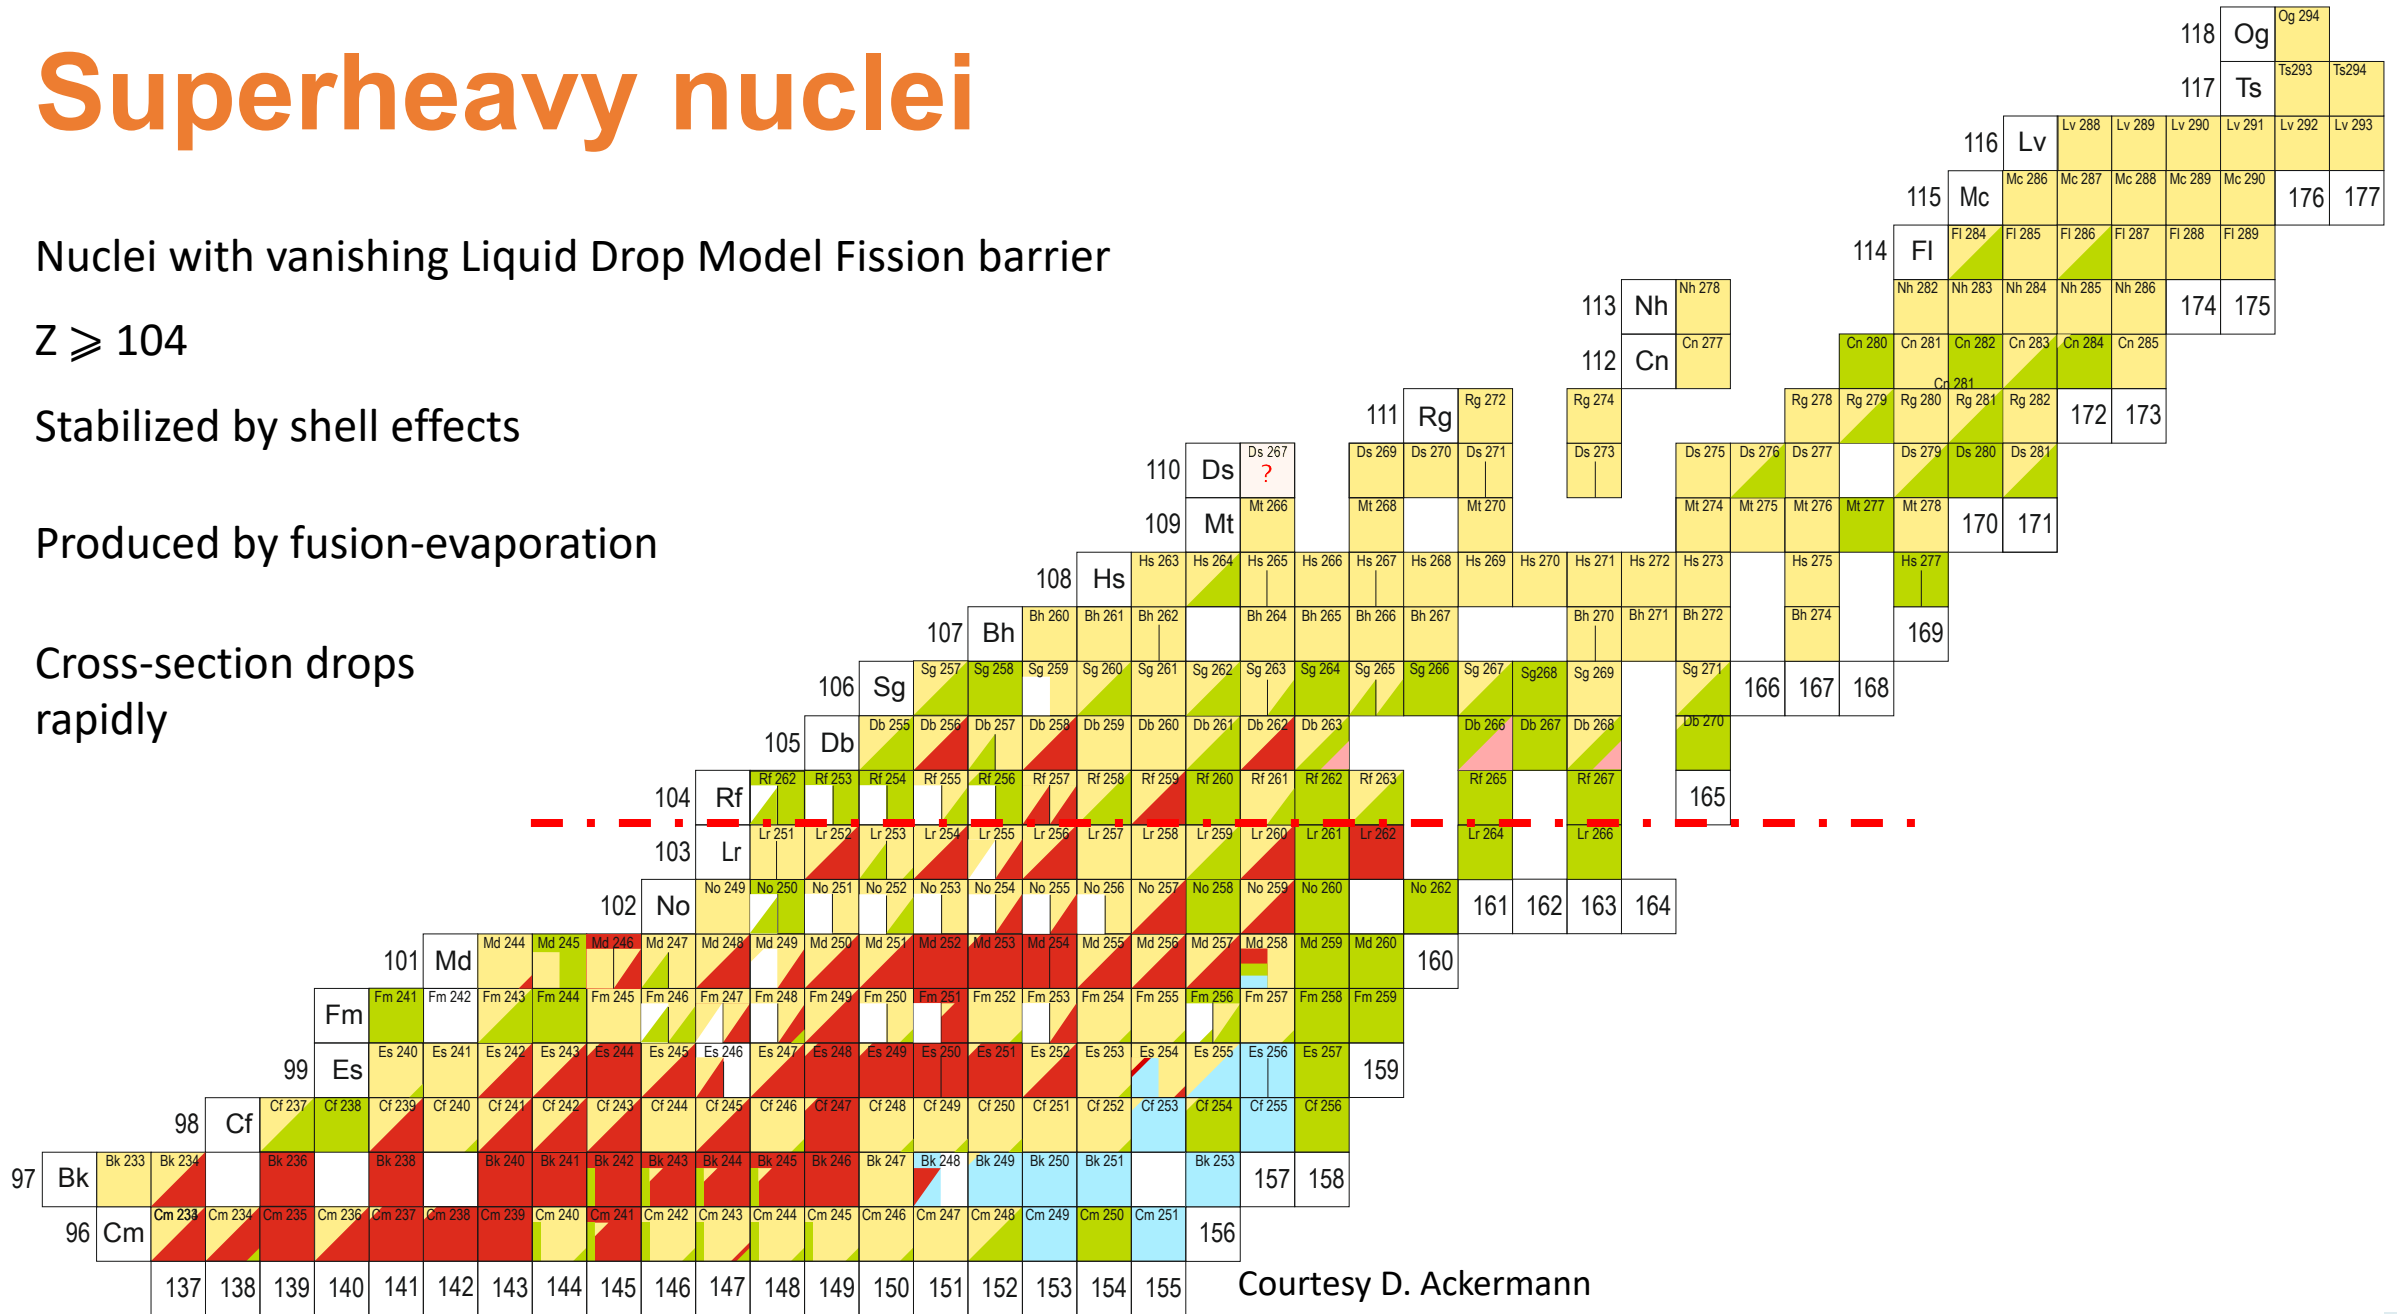 Superheavy nuclei
Nuclei with vanishing Liquid Drop Model Fission barrier
Z ⩾ 104
Stabilized by shell effects
Produced by fusion-evaporation
Cross-section drops
rapidly
118 Og Og 294
117 Ts Ts293 Ts294
116 Lv Lv 288 Lv 289 Lv 290 Lv 291 Lv 292 Lv 293
115 Mc Mc 286 Mc 287 Mc 288 Mc 289 Mc 290 176 177
114 Fl Fl 284 Fl 285 Fl 286 Fl 287 Fl 288 Fl 289
113 Nh Nh 278 Nh 282 Nh 283 Nh 284 Nh 285 Nh 286 174 175
112 Cn Cn 277 Cn 280 Cn 281 Cn 282 Cn 283 Cn 284 Cn 285
Cn 281
111 Rg Rg 272 Rg 274 Rg 278 Rg 279 Rg 280 Rg 281 Rg 282 172 173
110 Ds Ds 267 Ds 269 Ds 270 Ds 271 Ds 273 Ds 275 Ds 276 Ds 277 Ds 279 Ds 280 Ds 281
?
109 Mt Mt 266 Mt 268 Mt 270 Mt 274 Mt 275 Mt 276 Mt 277 Mt 278 170 171
108 Hs Hs 263 Hs 264 Hs 265 Hs 266 Hs 267 Hs 268 Hs 269 Hs 270 Hs 271 Hs 272 Hs 273 Hs 275 Hs 277
107 Bh Bh 260 Bh 261 Bh 262 Bh 264 Bh 265 Bh 266 Bh 267 Bh 270 Bh 271 Bh 272 Bh 274 169
106 Sg Sg 257 Sg 258 Sg 259 Sg 260 Sg 261 Sg 262 Sg 263 Sg 264 Sg 265 Sg 266 Sg 267 Sg268 Sg 269 Sg 271 166 167 168
105 Db Db 255 Db 256 Db 257 Db 258 Db 259 Db 260 Db 261 Db 262 Db 263 Db 266 Db 267 Db 268 Db 270
104 Rf Rf 262 Rf 253 Rf 254 Rf 255 Rf 256 Rf 257 Rf 258 Rf 259 Rf 260 Rf 261 Rf 262 Rf 263 Rf 265 Rf 267 165
103 Lr Lr 251 Lr 252 Lr 253 Lr 254 Lr 255 Lr 256 Lr 257 Lr 258 Lr 259 Lr 260 Lr 261 Lr 262 Lr 264 Lr 266
102 No No 249 No 250 No 251 No 252 No 253 No 254 No 255 No 256 No 257 No 258 No 259 No 260 No 262 161 162 163 164
101 Md Md 244 Md 245 Md 246 Md 247 Md 248 Md 249 Md 250 Md 251 Md 252 Md 253 Md 254 Md 255 Md 256 Md 257 Md 258 Md 259 Md 260 160
Fm Fm 241 Fm 242 Fm 243 Fm 244 Fm 245 Fm 246 Fm 247 Fm 248 Fm 249 Fm 250 Fm 251 Fm 252 Fm 253 Fm 254 Fm 255 Fm 256 Fm 257 Fm 258 Fm 259
99 Es Es 240 Es 241 Es 242 Es 243 Es 244 Es 245 Es 246 Es 247 Es 248 Es 249 Es 250 Es 251 Es 252 Es 253 Es 254 Es 255 Es 256 Es 257 159
98 Cf Cf 237 Cf 238 Cf 239 Cf 240 Cf 241 Cf 242 Cf 243 Cf 244 Cf 245 Cf 246 Cf 247 Cf 248 Cf 249 Cf 250 Cf 251 Cf 252 Cf 253 Cf 254 Cf 255 Cf 256
97 Bk Bk 233 Bk 234 Bk 236 Bk 238 Bk 240 Bk 241 Bk 242 Bk 243 Bk 244 Bk 245 Bk 246 Bk 247 Bk 248 Bk 249 Bk 250 Bk 251 Bk 253 157 158
96 Cm Cm Cm 234 Cm 235 Cm 236 Cm 237 Cm 238 Cm 239 Cm 240 Cm 241 Cm 242 Cm 243 Cm 244 Cm 245 Cm 246 Cm 247 Cm 248 Cm 249 Cm 250 Cm 251 156
137 138 139 140 141 142 143 144 145 146 147 148 149 150 151 152 153 154 155
Courtesy D. Ackermann